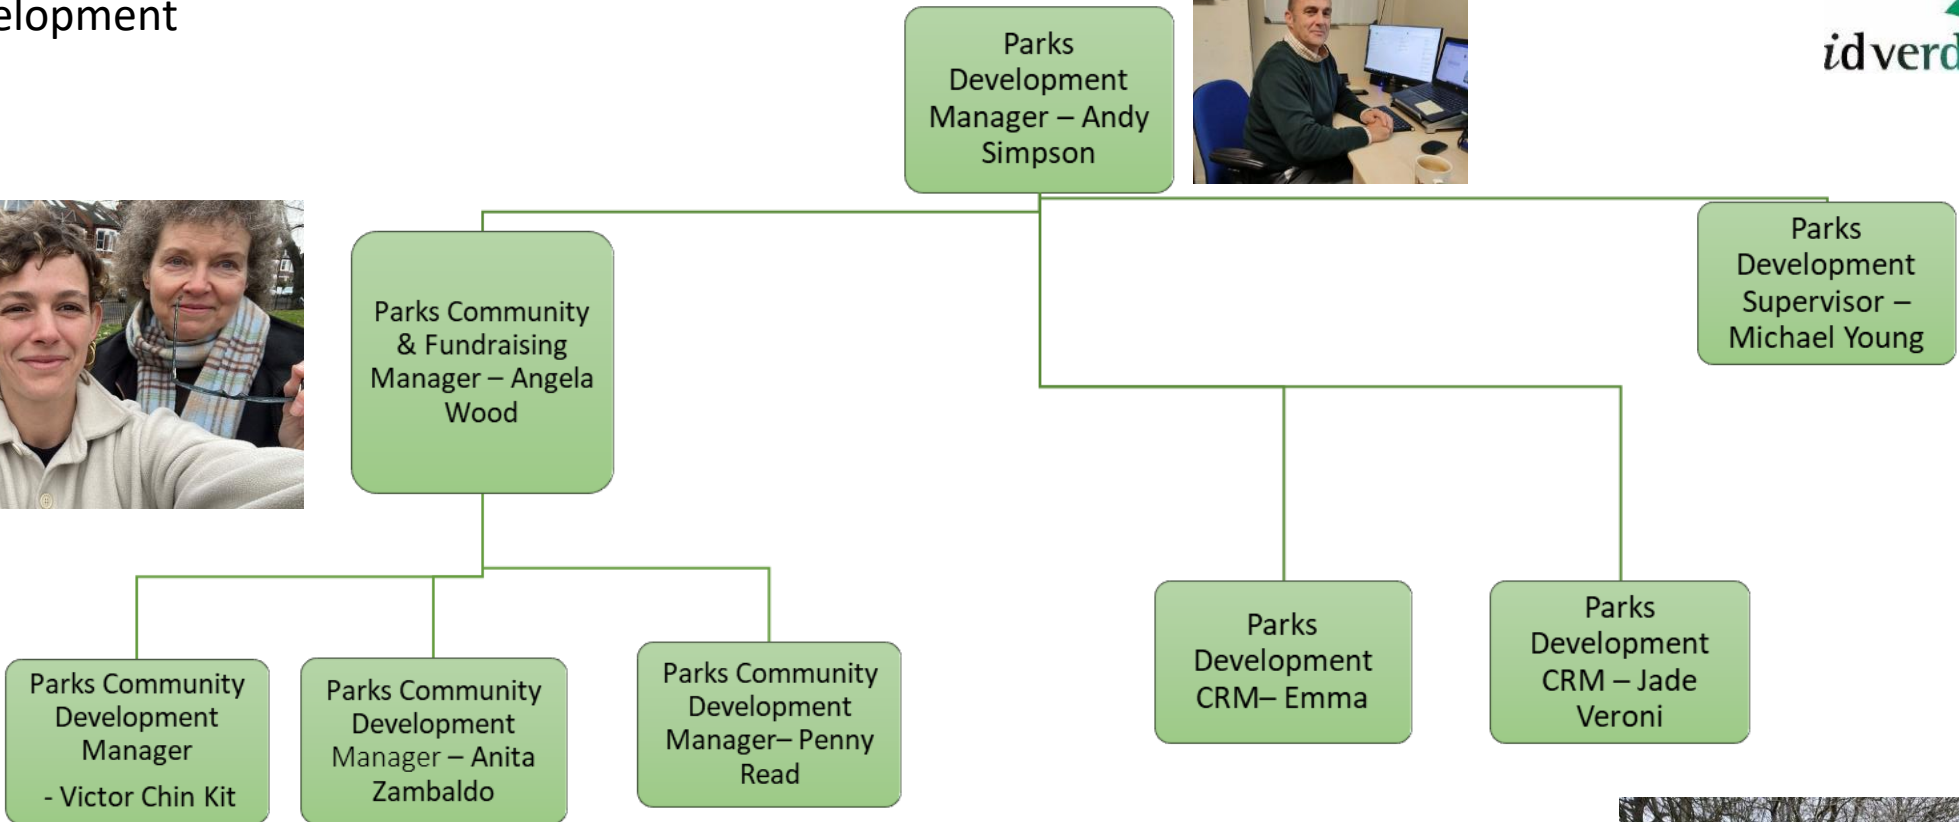 elopment
idverd
Parks
Development
Manager – Andy
Simpson
Parks
Development
Supervisor –
Michael Young
Parks Community
& Fundraising
Manager – Angela
Wood
Parks Community
Development
Manager
- Victor Chin Kit
Parks Community
Development
Manager – Anita
Zambaldo
Parks Community
Development
Manager– Penny
Read
Parks
Development
CRM– Emma
Parks
Development
CRM – Jade
Veroni